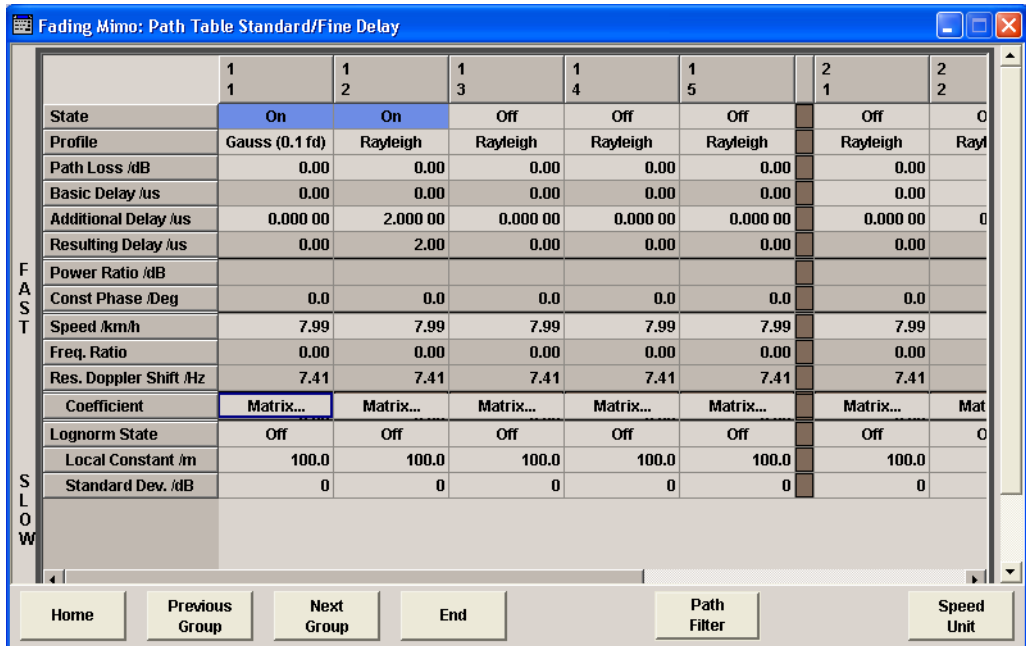 Fading Mimo: Path Table Standard/Fine Delay
1 1 1 1 1 2 2
1 2 3 4 5 1 2
State On On Off Off Off Off
Profile Gauss (0.1 fd) Rayleigh Rayleigh Rayleigh Rayleigh Rayleigh Rayl
Path Loss /dB 0.00 0.00 0.00 0.00 0.00 0.00
Basic Delay /us 0.00 0.00 0.00 0.00 0.00 0.00
Additional Delay /us 0.000 00 2.000 00 0.000 00 0.000 00 0.000 00 0.000 00 0
Resulting Delay /us 0.00 2.00 0.00 0.00 0.00 0.00
Power Ratio /dB
Const Phase /Deg 0.0 0.0 0.0 0.0 0.0 0.0
Speed /km/h 7.99 7.99 7.99 7.99 7.99 7.99
Freq. Ratio 0.00 0.00 0.00 0.00 0.00 0.00
Res. Doppler Shift /Hz 7.41 7.41 7.41 7.41 7.41 7.41
Coefficient Matrix... Matrix... Matrix... Matrix... Matrix... Matrix... Mat
Lognorm State Off Off Off Off Off Off
Local Constant /m 100.0 100.0 100.0 100.0 100.0 100.0
Standard Dev. /dB 0 0 0 0 0 0
FAST
SLOW
Home Previous Group Next Group End Path Filter Speed Unit